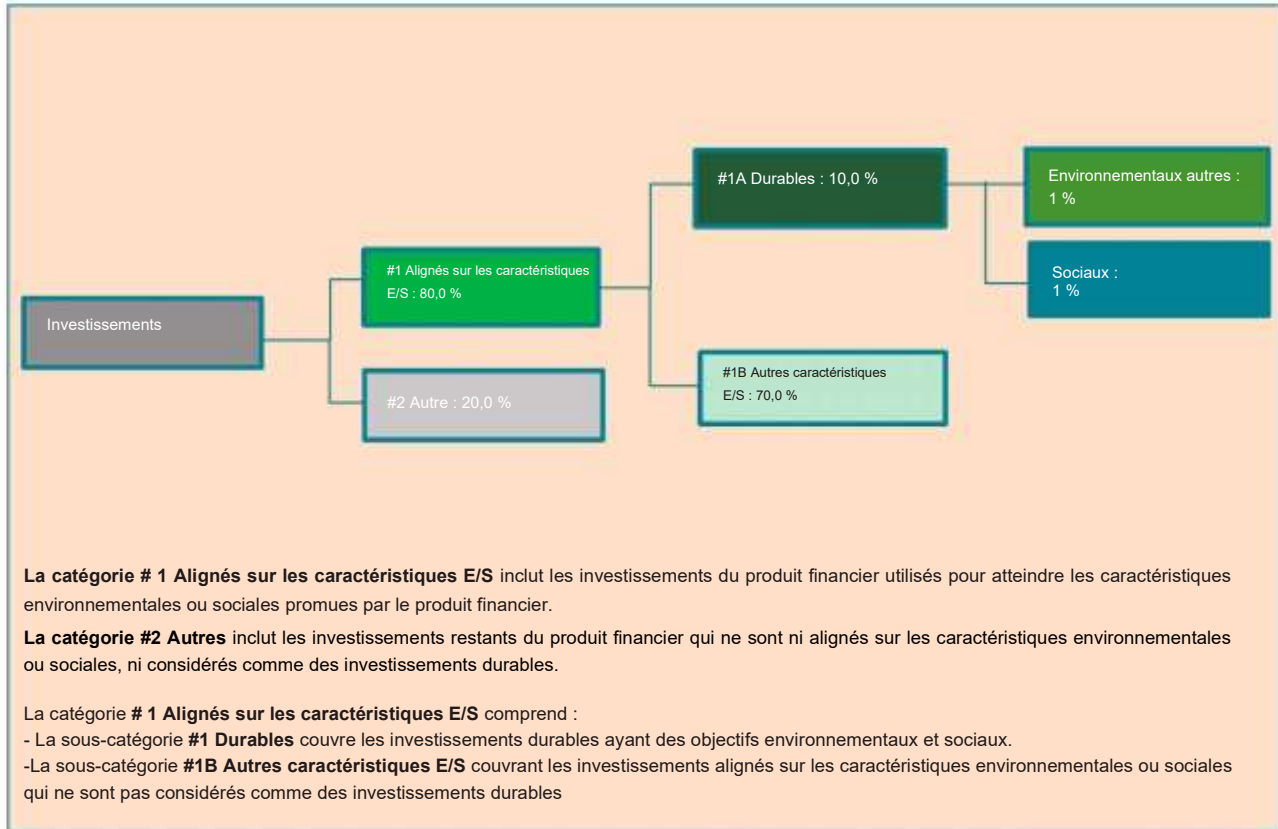 #1A Durables : 10,0 %
Environnementaux autres :
1 %
#1 Alignés sur les caractéristiques
E/S : 80,0 %
Sociaux :
1 %
Investissements
#1B Autres caractéristiques
E/S : 70,0 %
#2 Autre : 20,0 %
La catégorie # 1 Alignés sur les caractéristiques E/S inclut les investissements du produit financier utilisés pour atteindre les caractéristiques
environnementales ou sociales promues par le produit financier.
La catégorie #2 Autres inclut les investissements restants du produit financier qui ne sont ni alignés sur les caractéristiques environnementales
ou sociales, ni considérés comme des investissements durables.
La catégorie # 1 Alignés sur les caractéristiques E/S comprend :
- La sous-catégorie #1 Durables couvre les investissements durables ayant des objectifs environnementaux et sociaux.
-La sous-catégorie #1B Autres caractéristiques E/S couvrant les investissements alignés sur les caractéristiques environnementales ou sociales
qui ne sont pas considérés comme des investissements durables